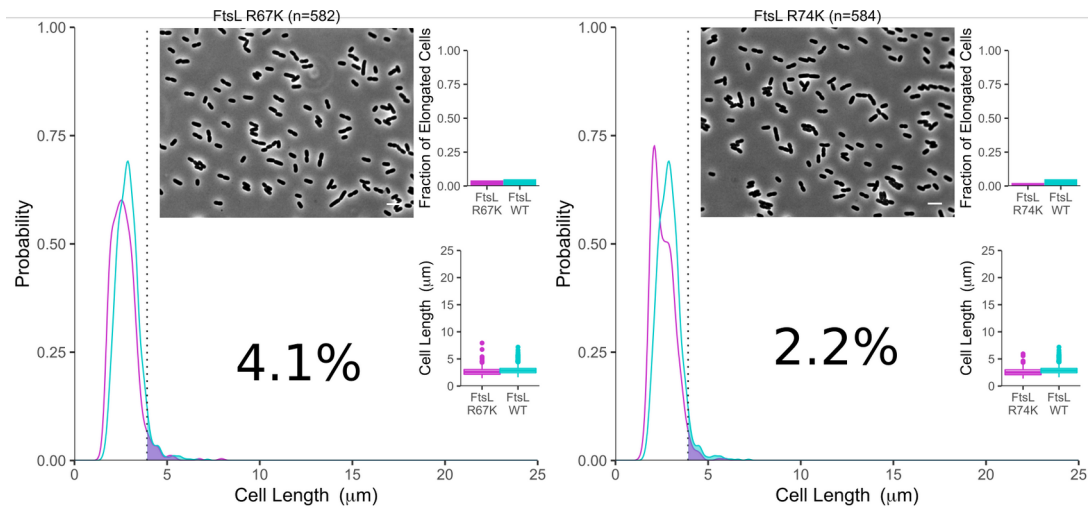 FtsL R67K (n=582)
1.00
0.75
0.50
0.25
0.00
Probability
0
5
10
15
20
25
Cell Length (μm)
4.1%
Fraction of Elongated Cells
1.00
0.75
0.50
0.25
0.00
FtsL
R67K
FtsL
WT
Cell Length (μm)
25
20
15
10
5
0
FtsL
R67K
FtsL
WT
FtsL R74K (n=584)
1.00
0.75
0.50
0.25
0.00
Probability
0
5
10
15
20
25
Cell Length (μm)
2.2%
Fraction of Elongated Cells
1.00
0.75
0.50
0.25
0.00
FtsL
R74K
FtsL
WT
Cell Length (μm)
25
20
15
10
5
0
FtsL
R74K
FtsL
WT